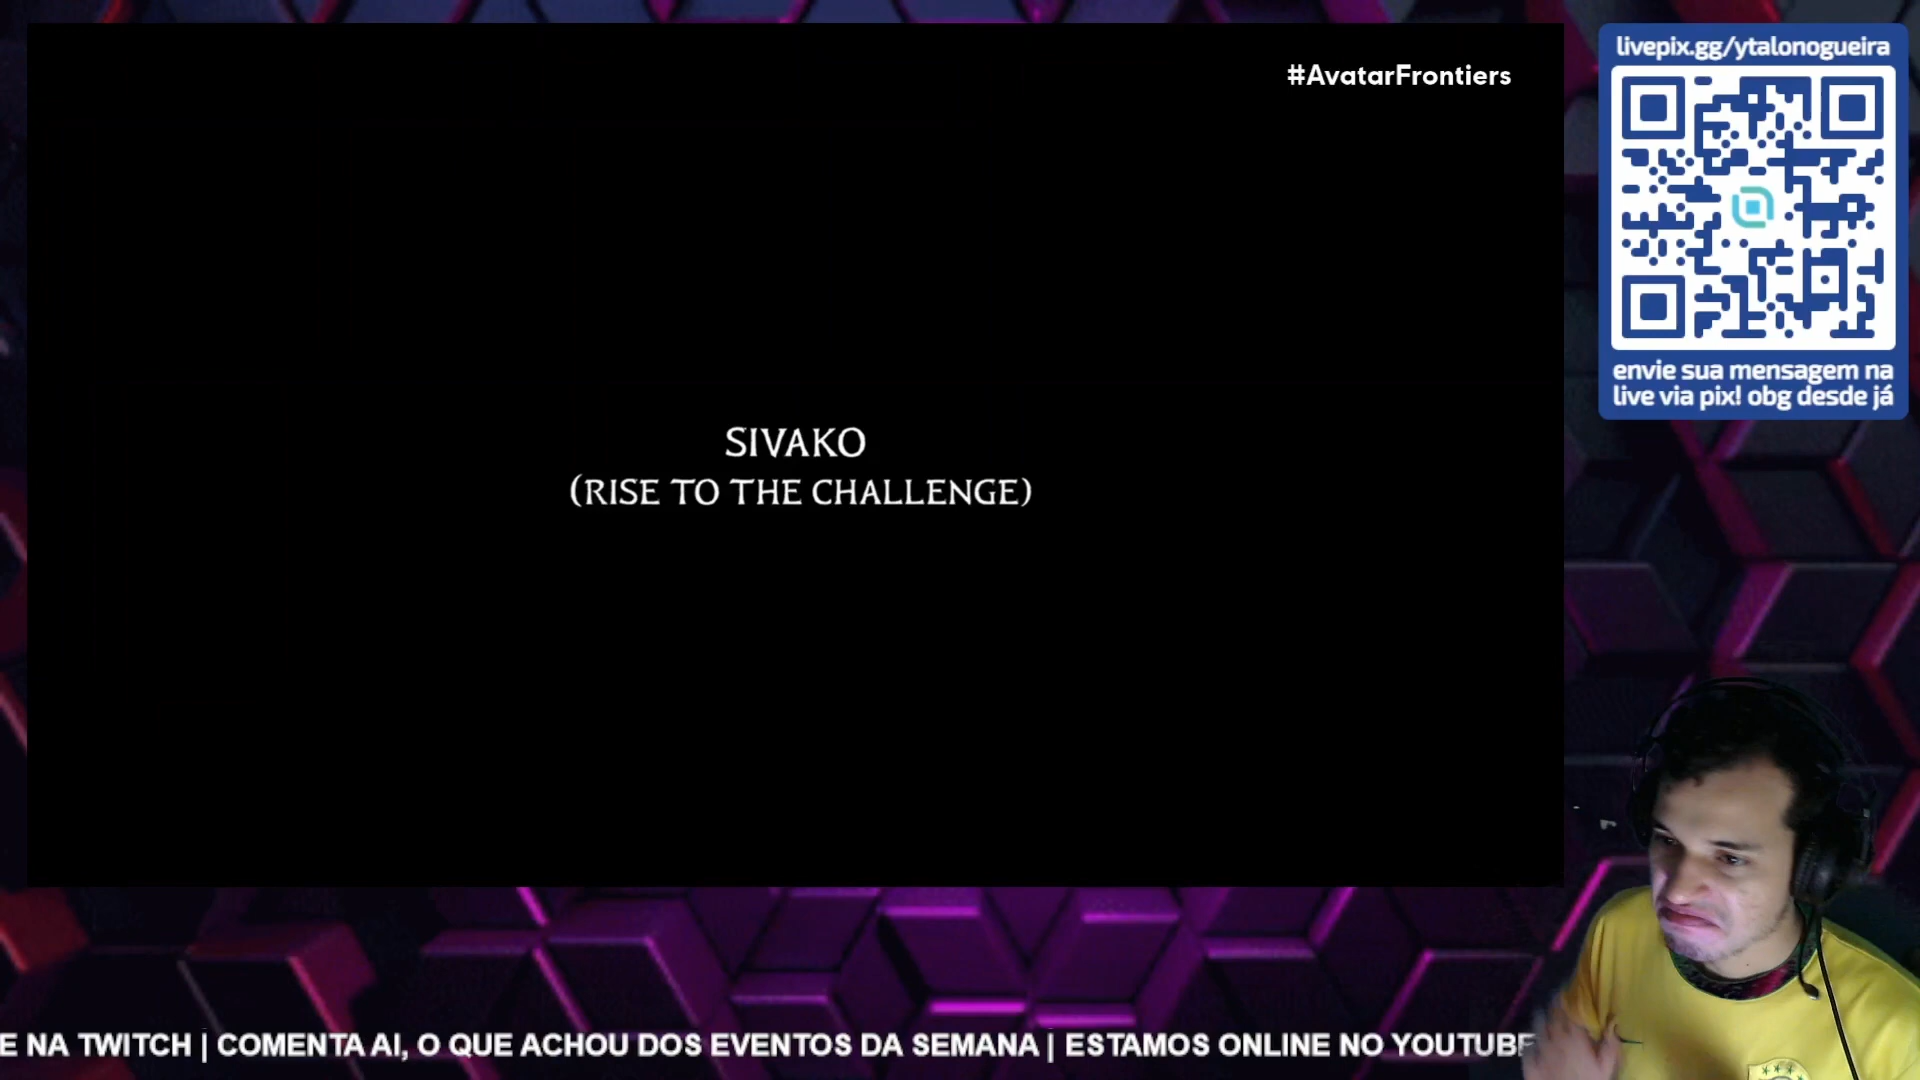 #AvatarFrontiers
livepix.gg/ytalonogueira
SIVAKO
(RISE TO THE CHALLENGE)
envie sua mensagem na
live via pix! obg desde já
E NA TWITCH | COMENTA AI, O QUE ACHOU DOS EVENTOS DA SEMANA | ESTAMOS ONLINE NO YOUTUBE